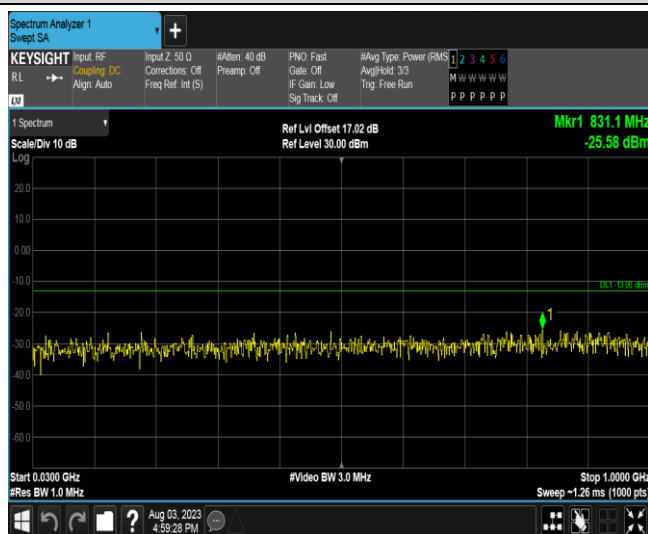 Spectrum Analyzer 1
Swept SA
+
KEYSIGHT
RL
LXI
Input: RF
Coupling: DC
Align: Auto
Input Z: 50 Ω
Corrections: Off
Freq Ref: Int (S)
#Atten: 40 dB
Preamp: Off
PNO: Fast
Gate: Off
IF Gain: Low
Sig Track: Off
#Avg Type: Power (RMS
Avg|Hold: 3/3
Trig: Free Run
1 2 3 4 5 6
M W W W W W
P P P P P P
1 Spectrum
Scale/Div 10 dB
Log
Ref Lvl Offset 17.02 dB
Ref Level 30.00 dBm
Mkr1 831.1 MHz
-25.58 dBm
20.0
10.0
0.00
-10.0
DL1 -13.00 dBm
1
-20.0
-30.0
-40.0
-50.0
-60.0
Start 0.0300 GHz
#Res BW 1.0 MHz
#Video BW 3.0 MHz
Stop 1.0000 GHz
Sweep ~1.26 ms (1000 pts)
?
Aug 03, 2023
4:59:28 PM